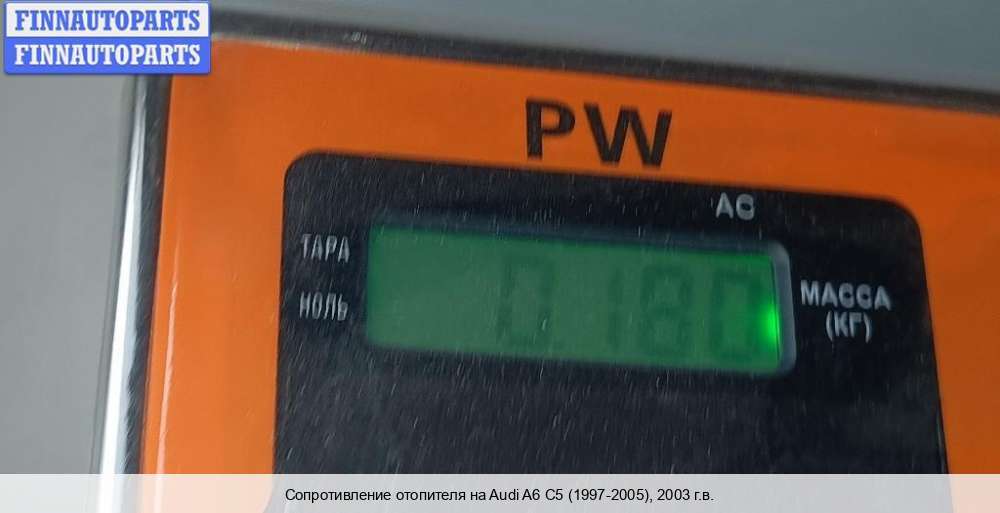 FINNAUTOPARTS
FINNAUTOPARTS
PW
AC
ТАРА
0.180
МАССА
(КГ)
НОЛЬ
Сопротивление отопителя на Audi A6 C5 (1997-2005), 2003 г.в.